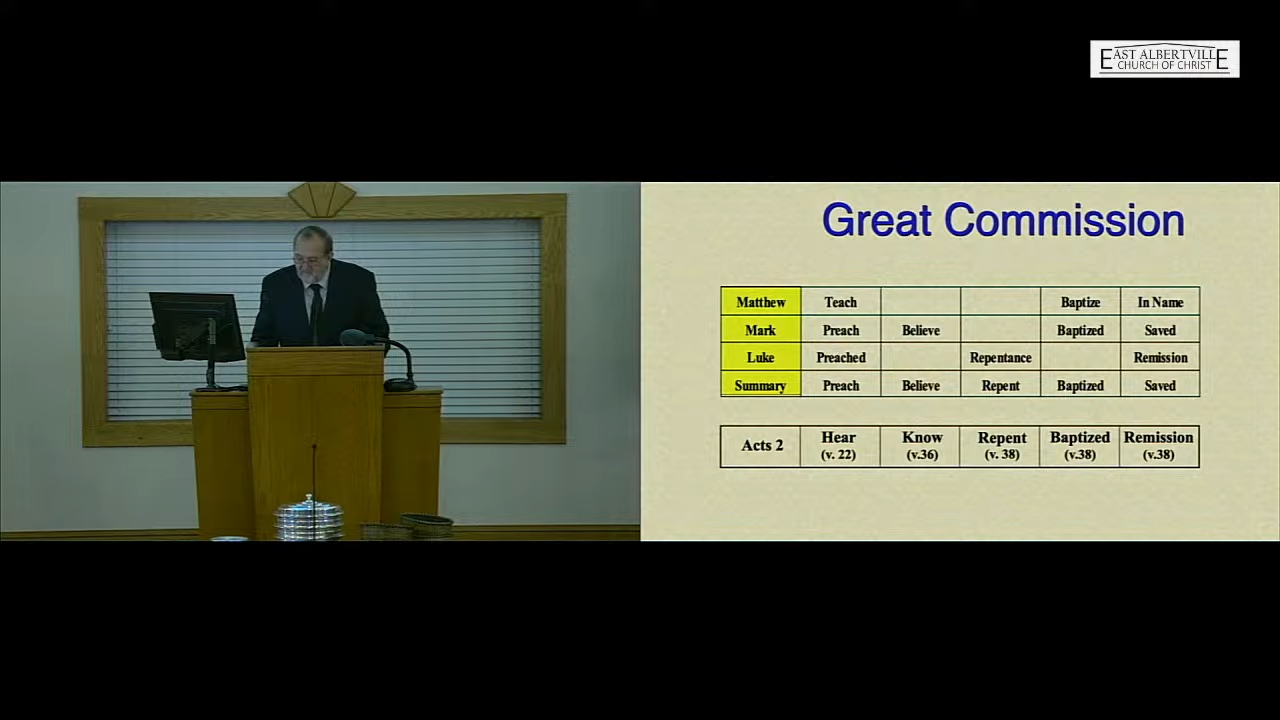 EAST ALBERTVILLE
CHURCH OF CHRIST
Great Commission
Matthew Teach Baptize In Name
Mark Preach Believe Baptized Saved
Luke Preached Repentance Remission
Summary Preach Believe Repent Baptized Saved
Acts 2 Hear Know Repent Baptized Remission
(v. 22) (v.36) (v. 38) (v.38) (v.38)